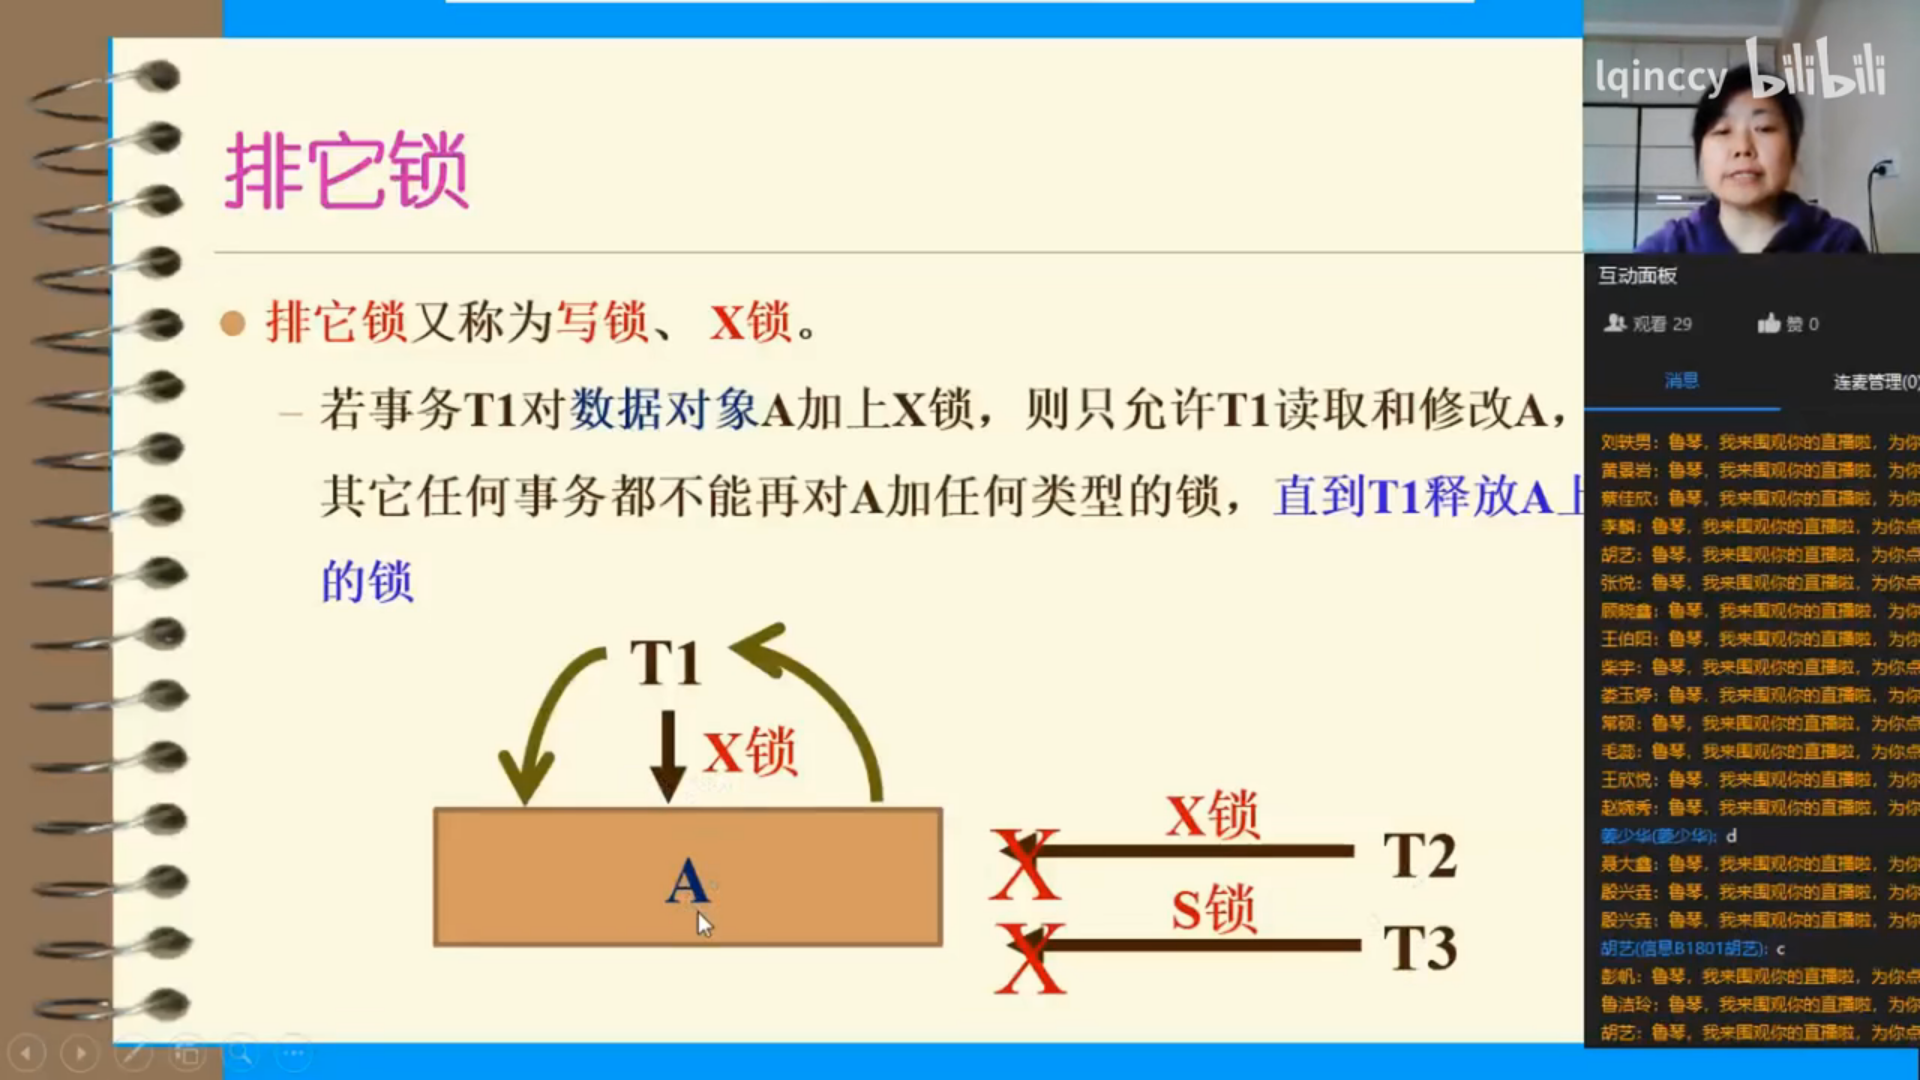 排它锁
排它锁又称为写锁、X锁。
– 若事务T1对数据对象A加上X锁，则只允许T1读取和修改A，
其它任何事务都不能再对A加任何类型的锁，直到T1释放A上
的锁
T1
X锁
A
X锁
T2
X
S锁
T3
X
lqinccy bilibili
互动面板
观看 29
赞 0
消息
连麦管理(0)
刘轶男：鲁琴，我来围观你的直播啦，为你
黄景岩：鲁琴，我来围观你的直播啦，为你
蔡佳欣：鲁琴，我来围观你的直播啦，为你
李麟：鲁琴，我来围观你的直播啦，为你点
胡艺：鲁琴，我来围观你的直播啦，为你点
张悦：鲁琴，我来围观你的直播啦，为你点
顾晓鑫：鲁琴，我来围观你的直播啦，为你
王伯阳：鲁琴，我来围观你的直播啦，为你
柴宇：鲁琴，我来围观你的直播啦，为你点
娄玉婷：鲁琴，我来围观你的直播啦，为你
常硕：鲁琴，我来围观你的直播啦，为你点
毛蕊：鲁琴，我来围观你的直播啦，为你点
王欣悦：鲁琴，我来围观你的直播啦，为你
赵婉秀：鲁琴，我来围观你的直播啦，为你
姜少华(姜少华)：d
聂大鑫：鲁琴，我来围观你的直播啦，为你
殷兴垚：鲁琴，我来围观你的直播啦，为你
殷兴垚：鲁琴，我来围观你的直播啦，为你
胡艺(信息B1801胡艺)：c
彭帆：鲁琴，我来围观你的直播啦，为你点
鲁洁玲：鲁琴，我来围观你的直播啦，为你
胡艺：鲁琴，我来围观你的直播啦，为你点